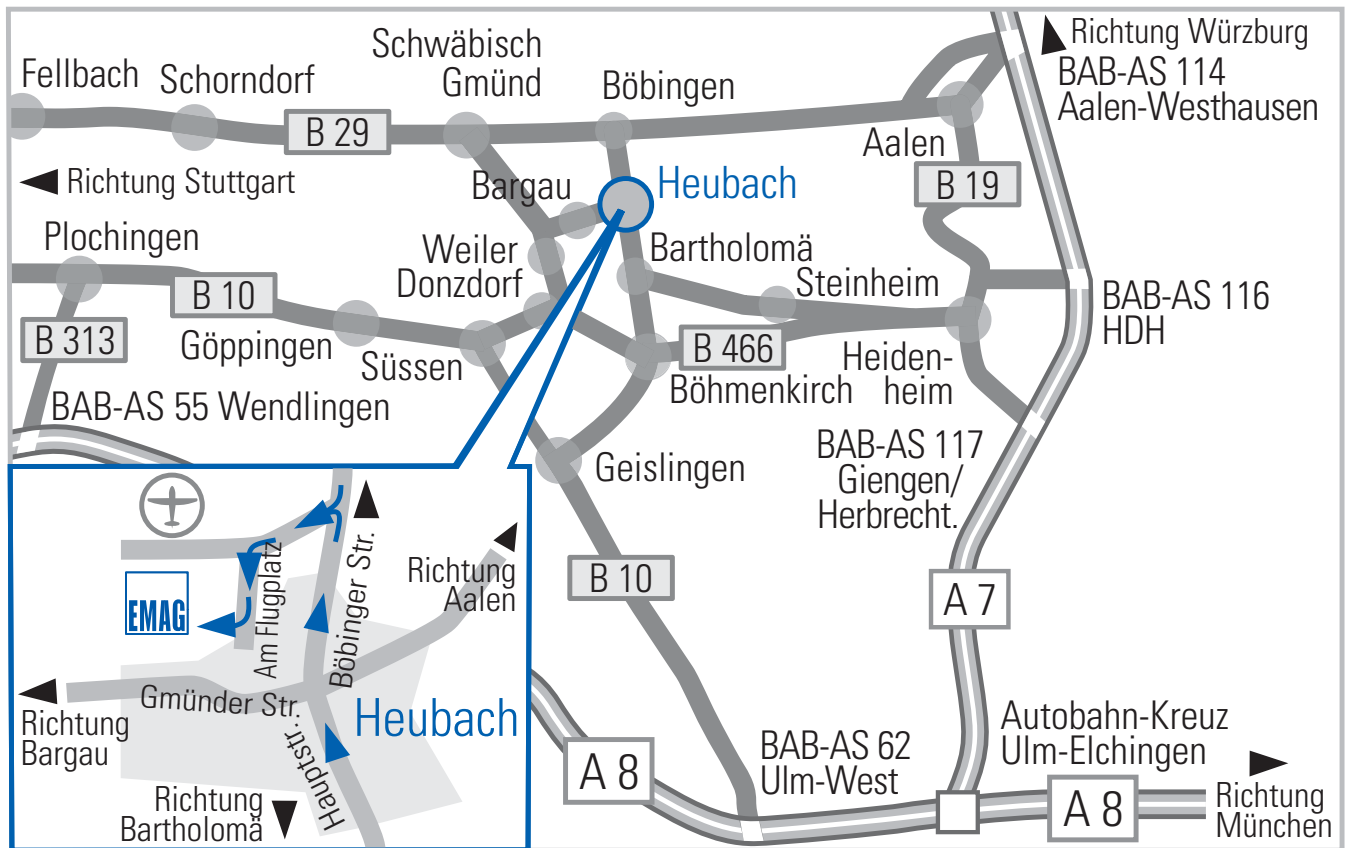 Fellbach
Schorndorf
Schwäbisch
Gmünd
Böbingen
Richtung Würzburg
BAB-AS 114
Aalen-Westhausen
B 29
Aalen
Richtung Stuttgart
Bargau
Heubach
B 19
Plochingen
Weiler
Donzdorf
Bartholomä
Steinheim
B 10
BAB-AS 116
HDH
B 313
Göppingen
Süssen
B 466
Böhmenkirch
Heiden-
heim
BAB-AS 55 Wendlingen
Geislingen
BAB-AS 117
Giengen/
Herbrecht.
B 10
A 7
EMAG
Am Flugplatz
Böbinger Str.
Richtung
Aalen
Gmünder Str.
Hauptstr...
Heubach
Richtung
Bargau
Richtung
Bartholomä
A 8
BAB-AS 62
Ulm-West
Autobahn-Kreuz
Ulm-Elchingen
A 8
Richtung
München